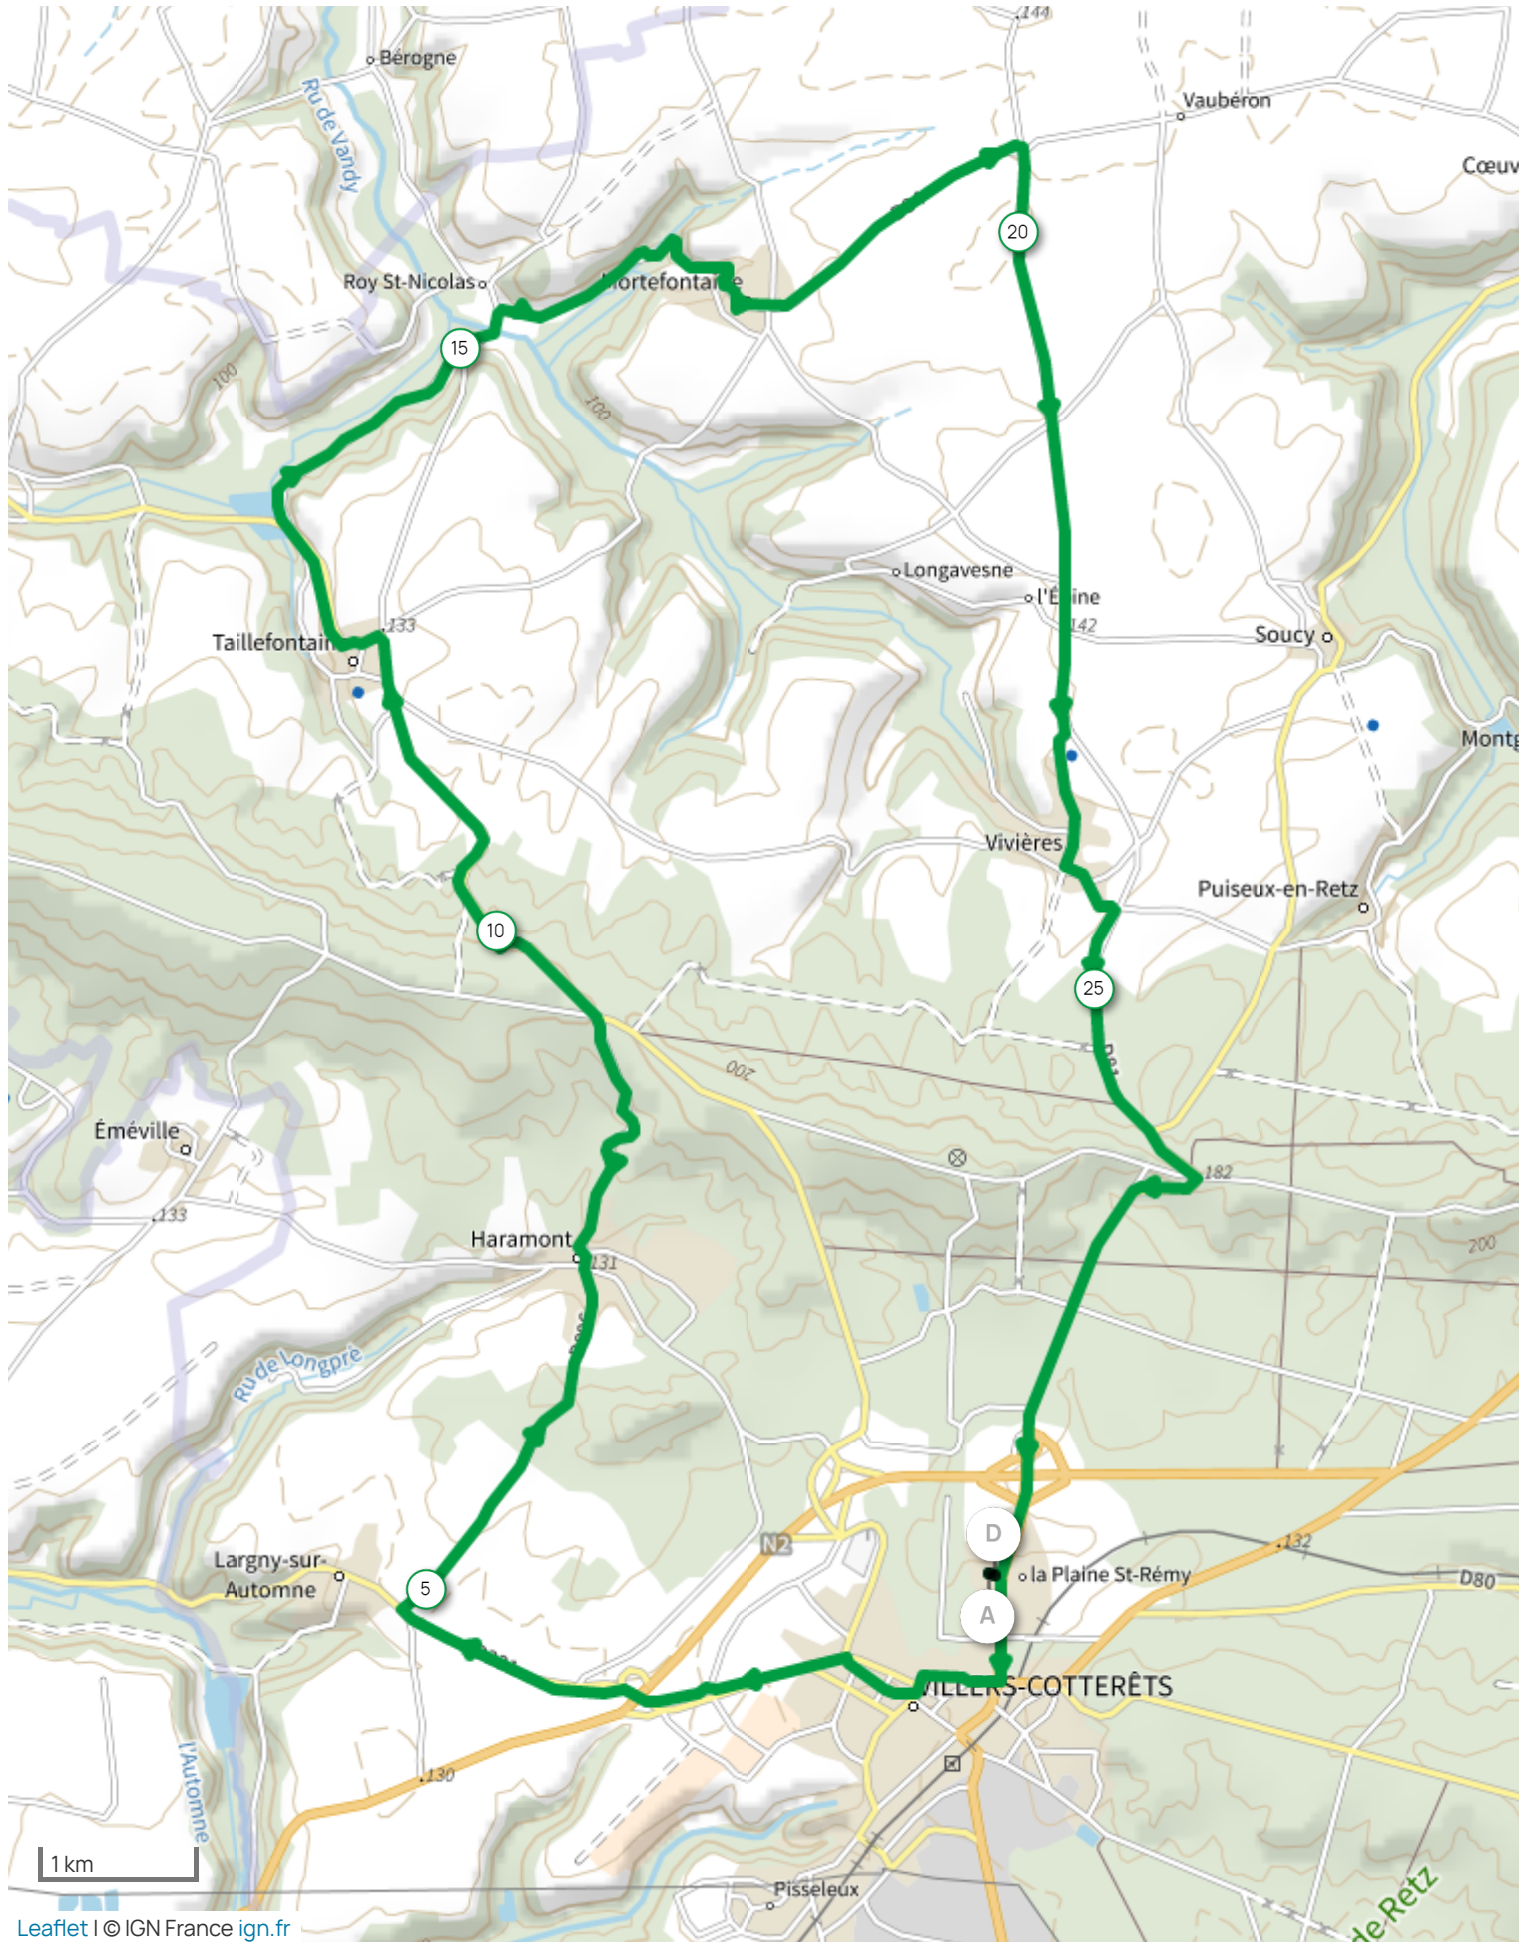 144
Bérogne
Vaubéron
Ru de Vandy
Cœuv
Roy St-Nicolas
20
15
100
100
Longavesne
l'É ine
142
133
Taillefontain
Soucy
Montg
Vivières
Puiseux-en-Retz
10
25
200
Éméville
182
133
Haramont
131
200
Ru de Longpré
D
N2
132
Largny-sur-
Automne
5
la Plaine St-Rémy
D80
A
VILLERS-COTTERÊTS
l'Automne
130
1 km
Pisseleux
de Retz
Leaflet | © IGN France ign.fr